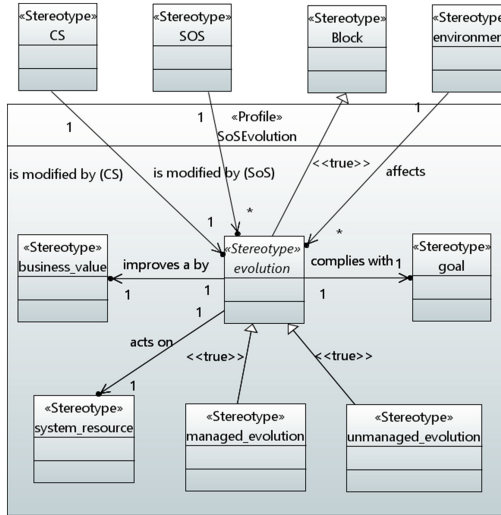 «Stereotype»
CS
«Stereotype»
SOS
«Stereotype»
Block
«Stereotype
environmen
1
1
1
«Profile»
SoSEvolution
is modified by (CS)
is modified by (SoS)
<<true>>
affects
1
*
*
«Stereotype»
business_value
improves a by
1
1
«Stereotype»
evolution
complies with
1
1
«Stereotype»
goal
1
acts on
1
<<true>>
<<true>>
«Stereotype»
system_resource
«Stereotype»
managed_evolution
«Stereotype»
unmanaged_evolution